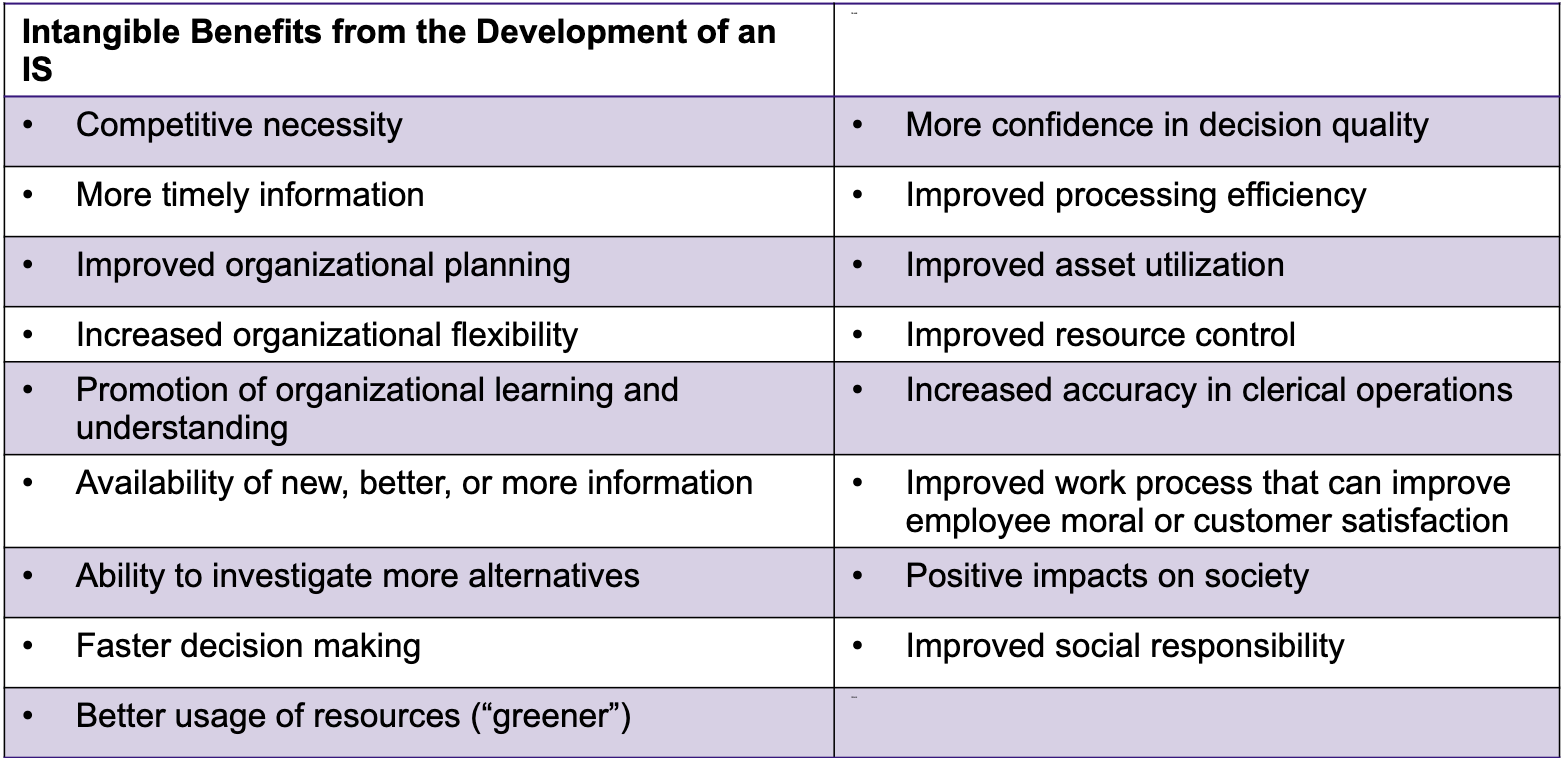 Intangible Benefits from the Development of an
IS
• Competitive necessity
• More confidence in decision quality
• More timely information
• Improved processing efficiency
• Improved organizational planning
• Improved asset utilization
• Increased organizational flexibility
• Improved resource control
• Promotion of organizational learning and
understanding
• Increased accuracy in clerical operations
• Availability of new, better, or more information
• Improved work process that can improve
employee moral or customer satisfaction
• Ability to investigate more alternatives
• Positive impacts on society
• Faster decision making
• Improved social responsibility
• Better usage of resources (“greener”)